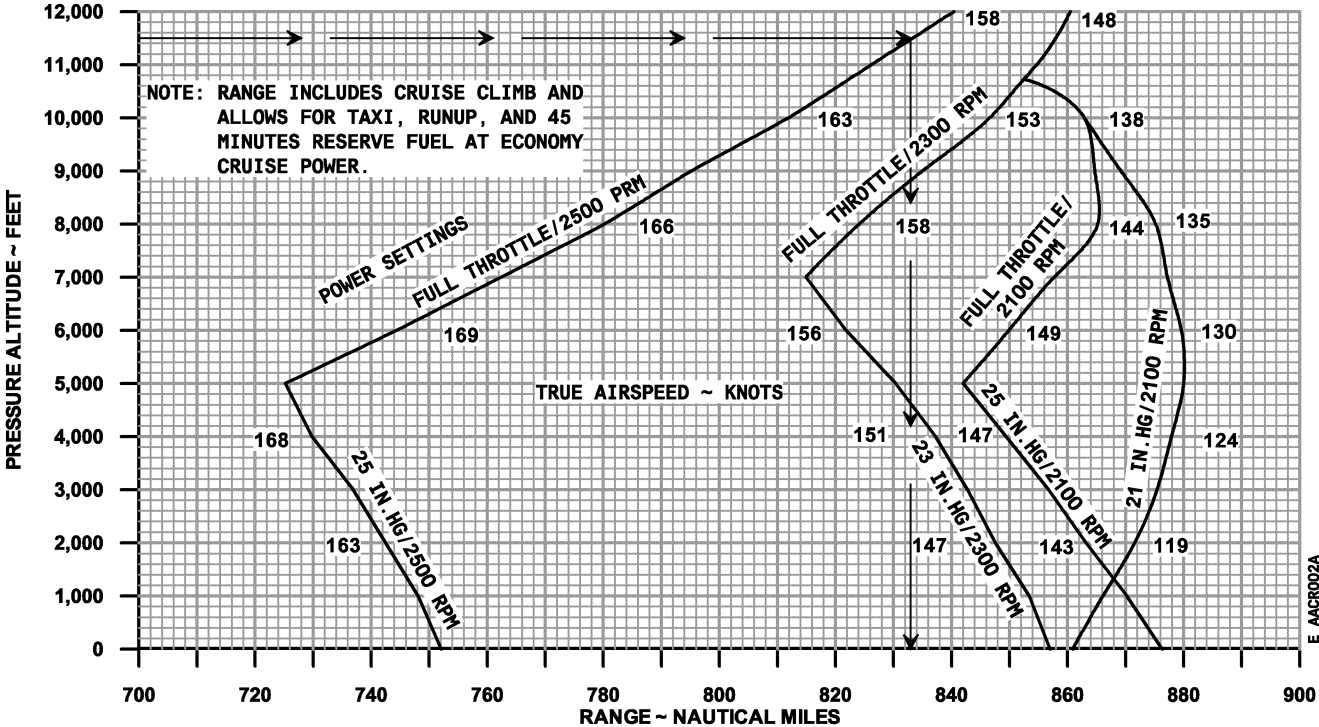 12,000
11,000
10,000
9,000
8,000
7,000
6,000
5,000
4,000
3,000
2,000
1,000
0
PRESSURE ALTITUDE ~ FEET
NOTE: RANGE INCLUDES CRUISE CLIMB AND
ALLOWS FOR TAXI, RUNUP, AND 45
MINUTES RESERVE FUEL AT ECONOMY
CRUISE POWER.
POWER SETTINGS
FULL THROTTLE/2500 PRM
FULL THROTTLE/2300 RPM
FULL THROTTLE/
2100 RPM
TRUE AIRSPEED ~ KNOTS
25 IN.HG/2500 RPM
23 IN.HG/2300 RPM
25 IN.HG/2100 RPM
21 IN.HG/2100 RPM
158
163
166
169
168
163
148
153
158
156
151
147
138
144
149
147
143
135
130
124
119
700
720
740
760
780
800
820
840
860
880
900
RANGE ~ NAUTICAL MILES
E AACR002A